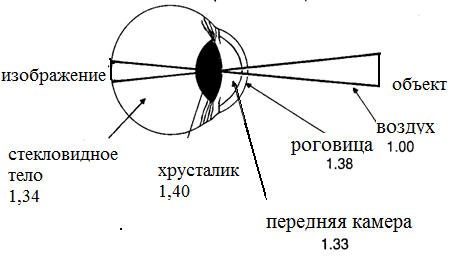 изображение
объект
воздух
1.00
роговица
1.38
стекловидное
тело
1,34
хрусталик
1,40
передняя камера
1.33